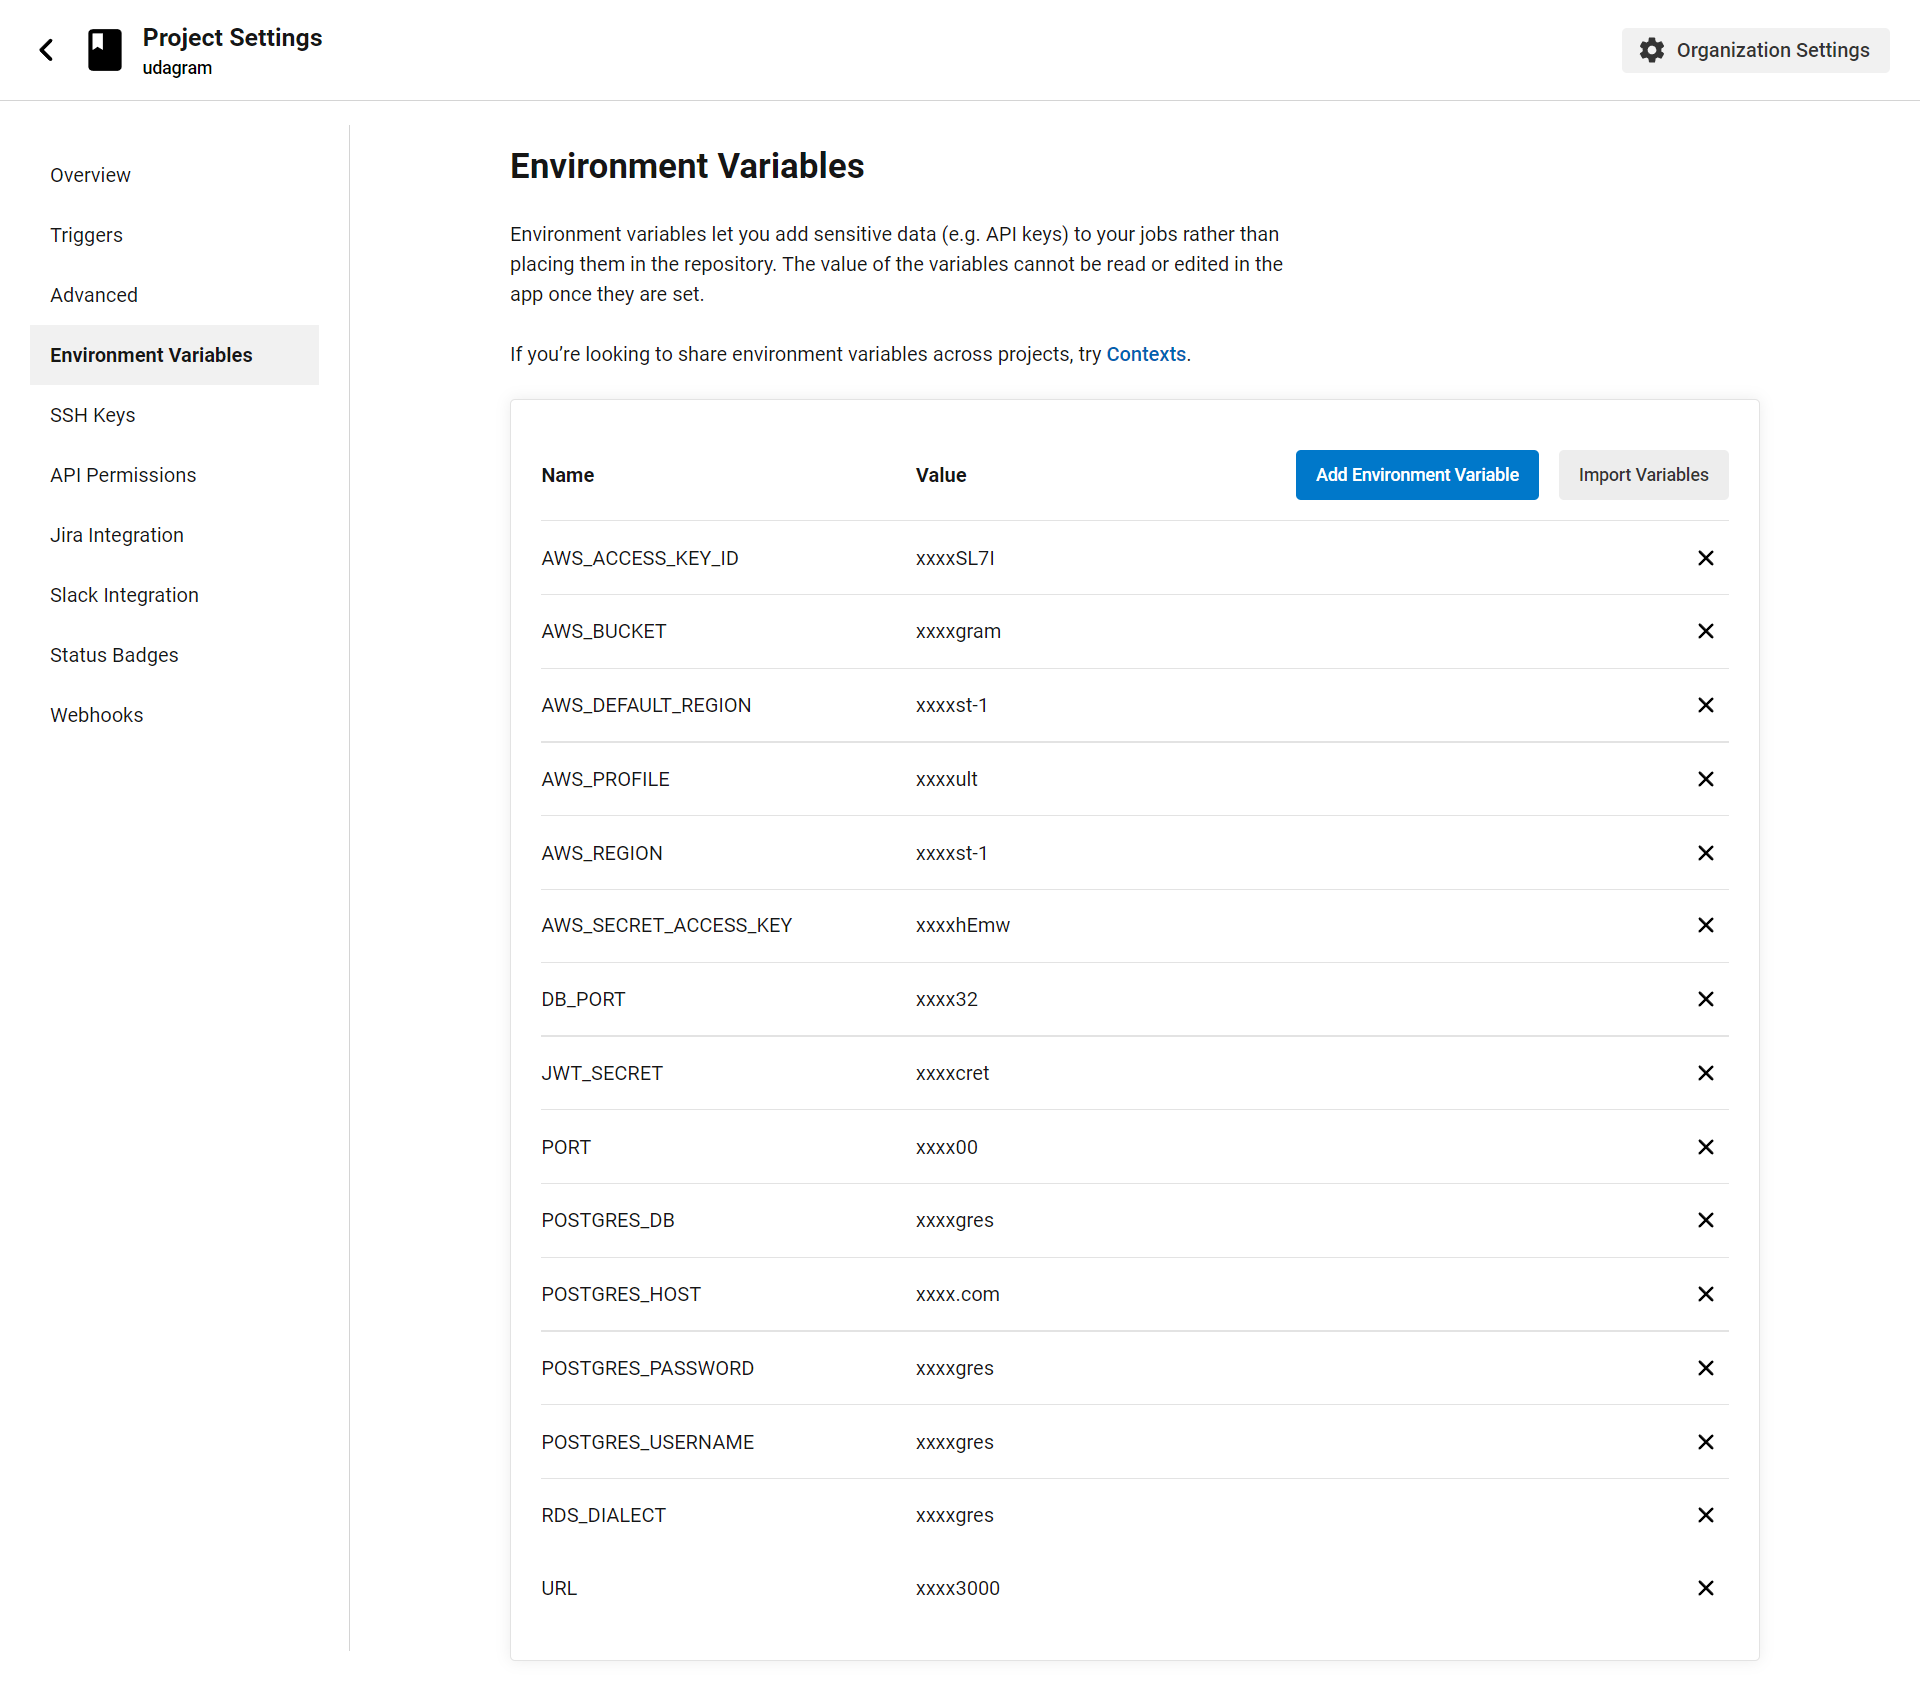 Project Settings
udagram
Organization Settings
Overview
Triggers
Advanced
Environment Variables
SSH Keys
API Permissions
Jira Integration
Slack Integration
Status Badges
Webhooks
Environment Variables
Environment variables let you add sensitive data (e.g. API keys) to your jobs rather than
placing them in the repository. The value of the variables cannot be read or edited in the
app once they are set.
If you’re looking to share environment variables across projects, try Contexts.
Name Value Add Environment Variable Import Variables
AWS_ACCESS_KEY_ID xxxxSL7I
AWS_BUCKET xxxxgram
AWS_DEFAULT_REGION xxxxst-1
AWS_PROFILE xxxxult
AWS_REGION xxxxst-1
AWS_SECRET_ACCESS_KEY xxxxhEmw
DB_PORT xxxx32
JWT_SECRET xxxxcret
PORT xxxx00
POSTGRES_DB xxxxgres
POSTGRES_HOST xxxx.com
POSTGRES_PASSWORD xxxxgres
POSTGRES_USERNAME xxxxgres
RDS_DIALECT xxxxgres
URL xxxx3000